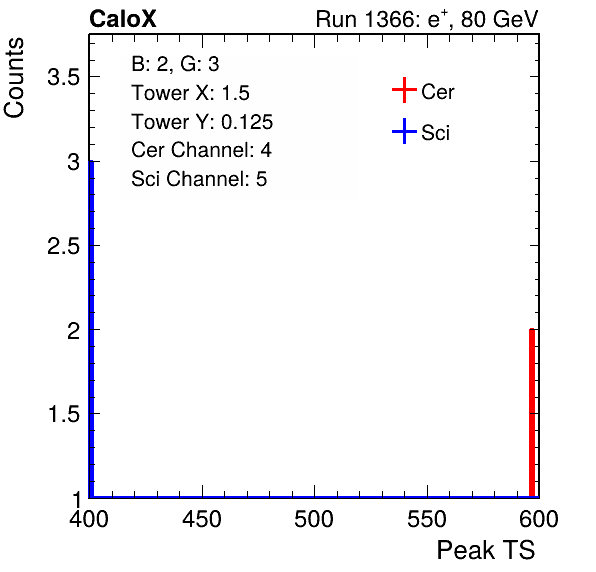 CaloX
Run 1366: e⁺, 80 GeV
Counts
B: 2, G: 3
Tower X: 1.5
Tower Y: 0.125
Cer Channel: 4
Sci Channel: 5
Cer
Sci
3.5
3
2.5
2
1.5
1
400
450
500
550
600
Peak TS